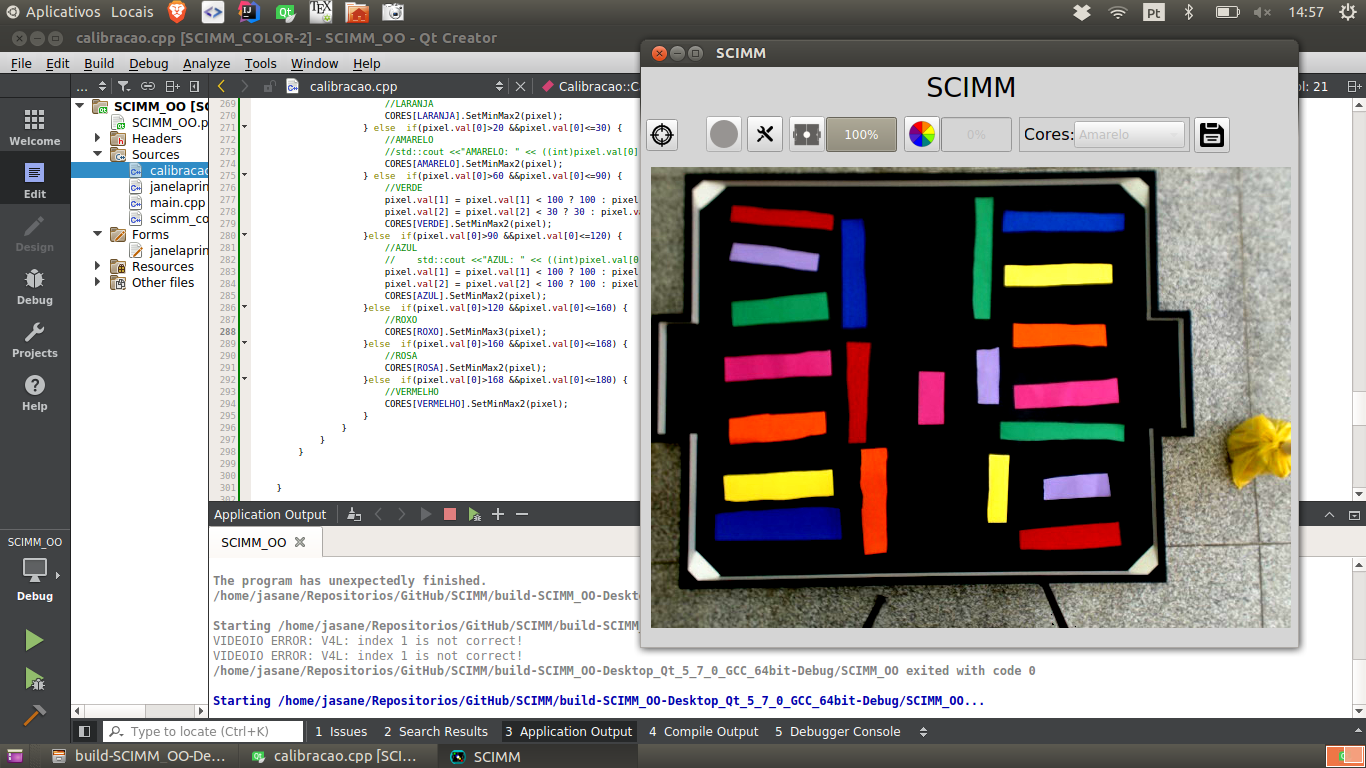 Aplicativos Locais
Pt
14:57
calibracao.cpp [SCIMM_COLOR-2] - SCIMM_OO - Qt Creator
File Edit Build Debug Analyze Tools Window Help
... calibracao.cpp Calibracao::C
ol: 21
Welcome
Edit
Design
Debug
Projects
Help
SCIMM_OO
Debug
SCIMM_OO [SC
SCIMM_OO.p
Headers
Sources
calibracao
janelaprin
main.cpp
scimm_co
Forms
janelaprin
Resources
Other files
269 //LARANJA
270 CORES[LARANJA].SetMinMax2(pixel);
271 } else if(pixel.val[0]>20 &&pixel.val[0]<=30) {
272 //AMARELO
273 //std::cout <<"AMARELO: " << ((int)pixel.val[0]
274 CORES[AMARELO].SetMinMax2(pixel);
275 } else if(pixel.val[0]>60 &&pixel.val[0]<=90) {
276 //VERDE
277 pixel.val[1] = pixel.val[1] < 100 ? 100 : pixel
278 pixel.val[2] = pixel.val[2] < 30 ? 30 : pixel.va
279 CORES[VERDE].SetMinMax2(pixel);
280 }else if(pixel.val[0]>90 &&pixel.val[0]<=120) {
281 //AZUL
282 // std::cout <<"AZUL: " << ((int)pixel.val[0
283 pixel.val[1] = pixel.val[1] < 100 ? 100 : pixel
284 pixel.val[2] = pixel.val[2] < 100 ? 100 : pixel
285 CORES[AZUL].SetMinMax2(pixel);
286 }else if(pixel.val[0]>120 &&pixel.val[0]<=160) {
287 //ROXO
288 CORES[ROXO].SetMinMax3(pixel);
289 }else if(pixel.val[0]>160 &&pixel.val[0]<=168) {
290 //ROSA
291 CORES[ROSA].SetMinMax2(pixel);
292 }else if(pixel.val[0]>168 &&pixel.val[0]<=180) {
293 //VERMELHO
294 CORES[VERMELHO].SetMinMax2(pixel);
295 }
296 }
297 }
298 }
299
300
301 }
302
SCIMM
SCIMM
100% 0% Cores: Amarelo
Application Output
SCIMM_OO
The program has unexpectedly finished.
/home/jasane/Repositorios/GitHub/SCIMM/build-SCIMM_OO-Deskto
Starting /home/jasane/Repositorios/GitHub/SCIMM/build-SCIMM_
VIDEOIO ERROR: V4L: index 1 is not correct!
VIDEOIO ERROR: V4L: index 1 is not correct!
/home/jasane/Repositorios/GitHub/SCIMM/build-SCIMM_OO-Desktop_Qt_5_7_0_GCC_64bit-Debug/SCIMM_OO exited with code 0
Starting /home/jasane/Repositorios/GitHub/SCIMM/build-SCIMM_OO-Desktop_Qt_5_7_0_GCC_64bit-Debug/SCIMM_OO...
Type to locate (Ctrl+K) 1 Issues 2 Search Results 3 Application Output 4 Compile Output 5 Debugger Console
build-SCIMM_OO-De... calibracao.cpp [SCI... SCIMM